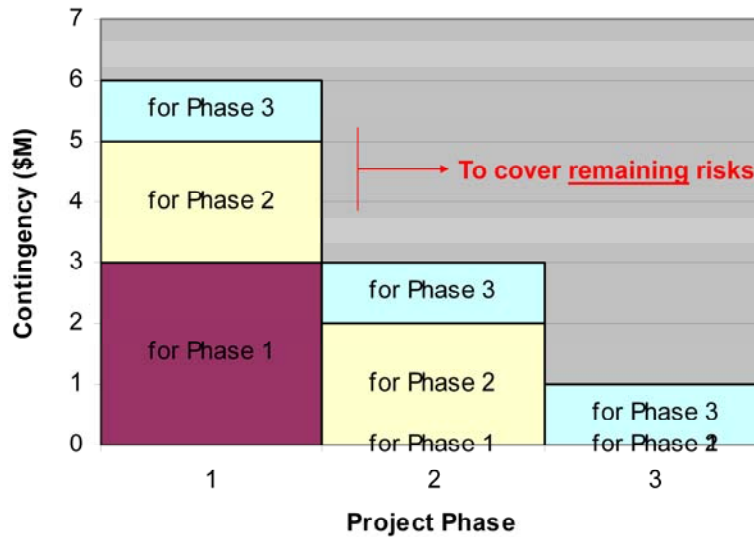 7
6
5
4
3
2
1
0
Contingency ($M)
for Phase 3
for Phase 2
for Phase 1
To cover remaining risks
for Phase 3
for Phase 2
for Phase 1
for Phase 3
for Phase
1
2
3
Project Phase